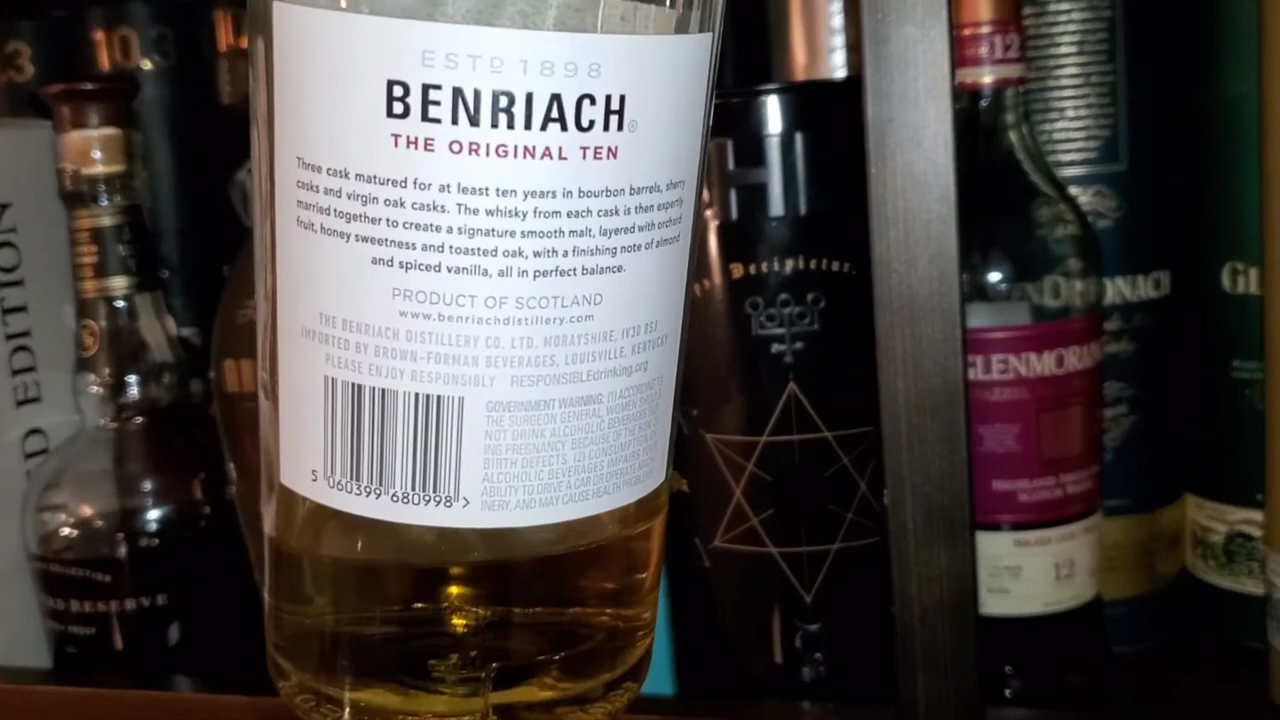 10.3
ESTD 1898
BENRIACH®
THE ORIGINAL TEN
Three cask matured for at least ten years in bourbon barrels, sherry
casks and virgin oak casks. The whisky from each cask is then expertly
married together to create a signature smooth malt, layered with orchard
fruit, honey sweetness and toasted oak, with a finishing note of almond
and spiced vanilla, all in perfect balance.
PRODUCT OF SCOTLAND
www.benriachdistillery.com
THE BENRIACH DISTILLERY CO. LTD. MORAYSHIRE, IV30 8SJ
IMPORTED BY BROWN-FORMAN BEVERAGES, LOUISVILLE, KENTUCKY
PLEASE ENJOY RESPONSIBLY RESPONSIBLEdrinking.org
GOVERNMENT WARNING: (1) ACCORDING TO
THE SURGEON GENERAL, WOMEN SHOULD
NOT DRINK ALCOHOLIC BEVERAGES DUR-
ING PREGNANCY BECAUSE OF THE RISK OF
BIRTH DEFECTS. (2) CONSUMPTION OF
ALCOHOLIC BEVERAGES IMPAIRS YOUR
ABILITY TO DRIVE A CAR OR OPERATE MACH-
INERY, AND MAY CAUSE HEALTH PROBLEMS.
5 060399 680998 >
EDITION
RESERVE
Decipietur.
12
GLENMORAN
12